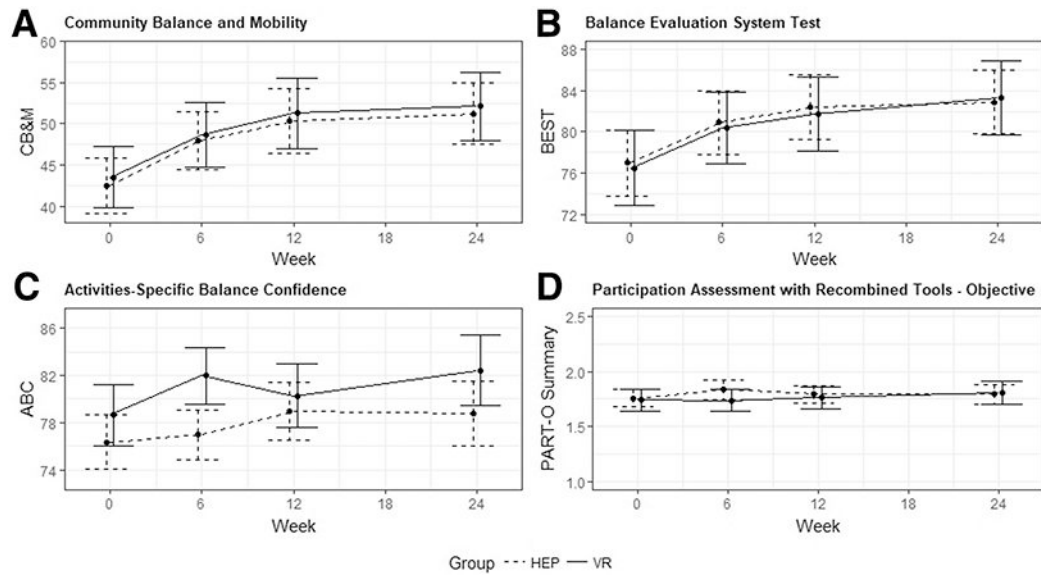 A Community Balance and Mobility
CB&M
60
55
50
45
40
0 6 12 18 24
Week
B Balance Evaluation System Test
BEST
88
84
80
76
72
0 6 12 18 24
Week
C Activities-Specific Balance Confidence
ABC
86
82
78
74
0 6 12 18 24
Week
D Participation Assessment with Recombined Tools - Objective
PART-O Summary
2.5
2.0
1.5
1.0
0 6 12 18 24
Week
Group HEP VR